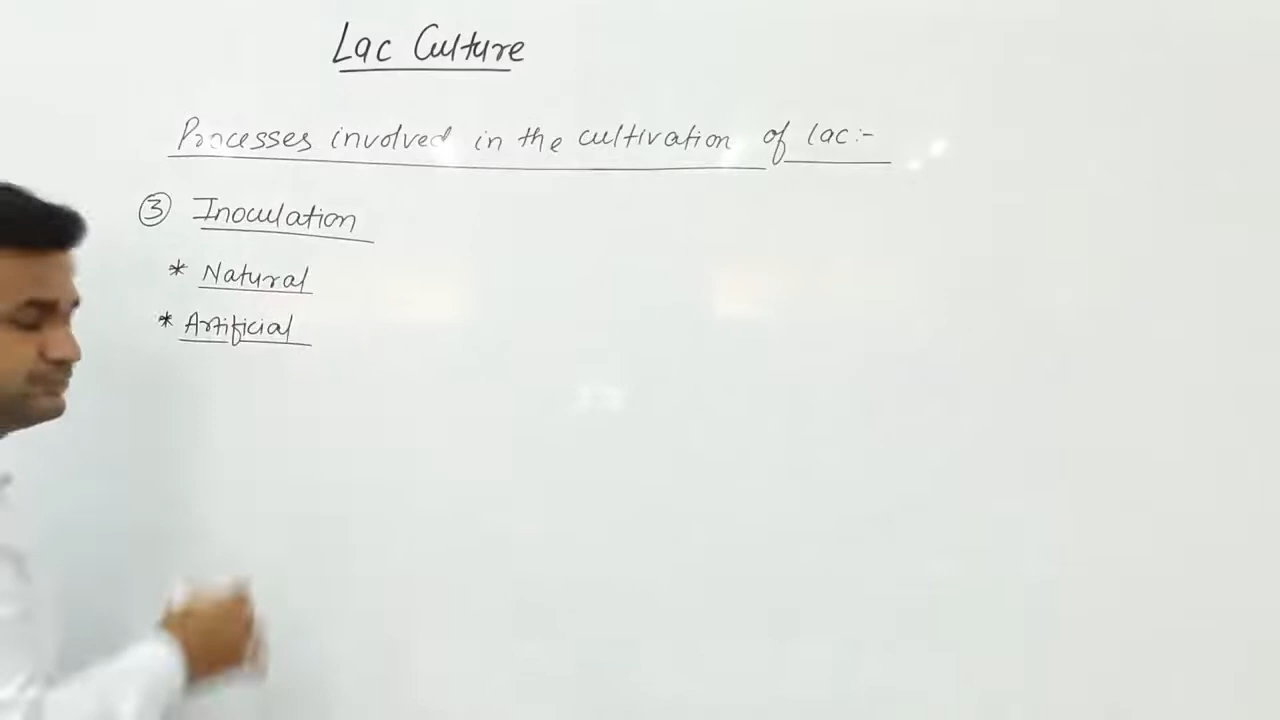 Lac Culture
Processes involved in the cultivation of lac:-
③ Inoculation
* Natural
* Artificial